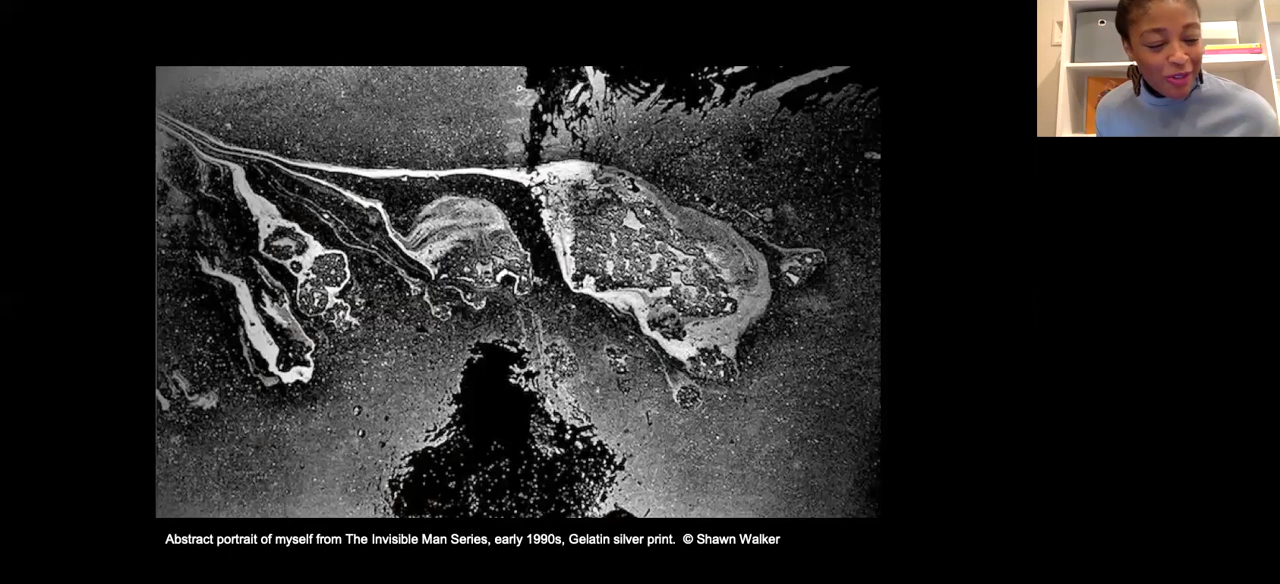 Abstract portrait of myself from The Invisible Man Series, early 1990s, Gelatin silver print.  © Shawn Walker